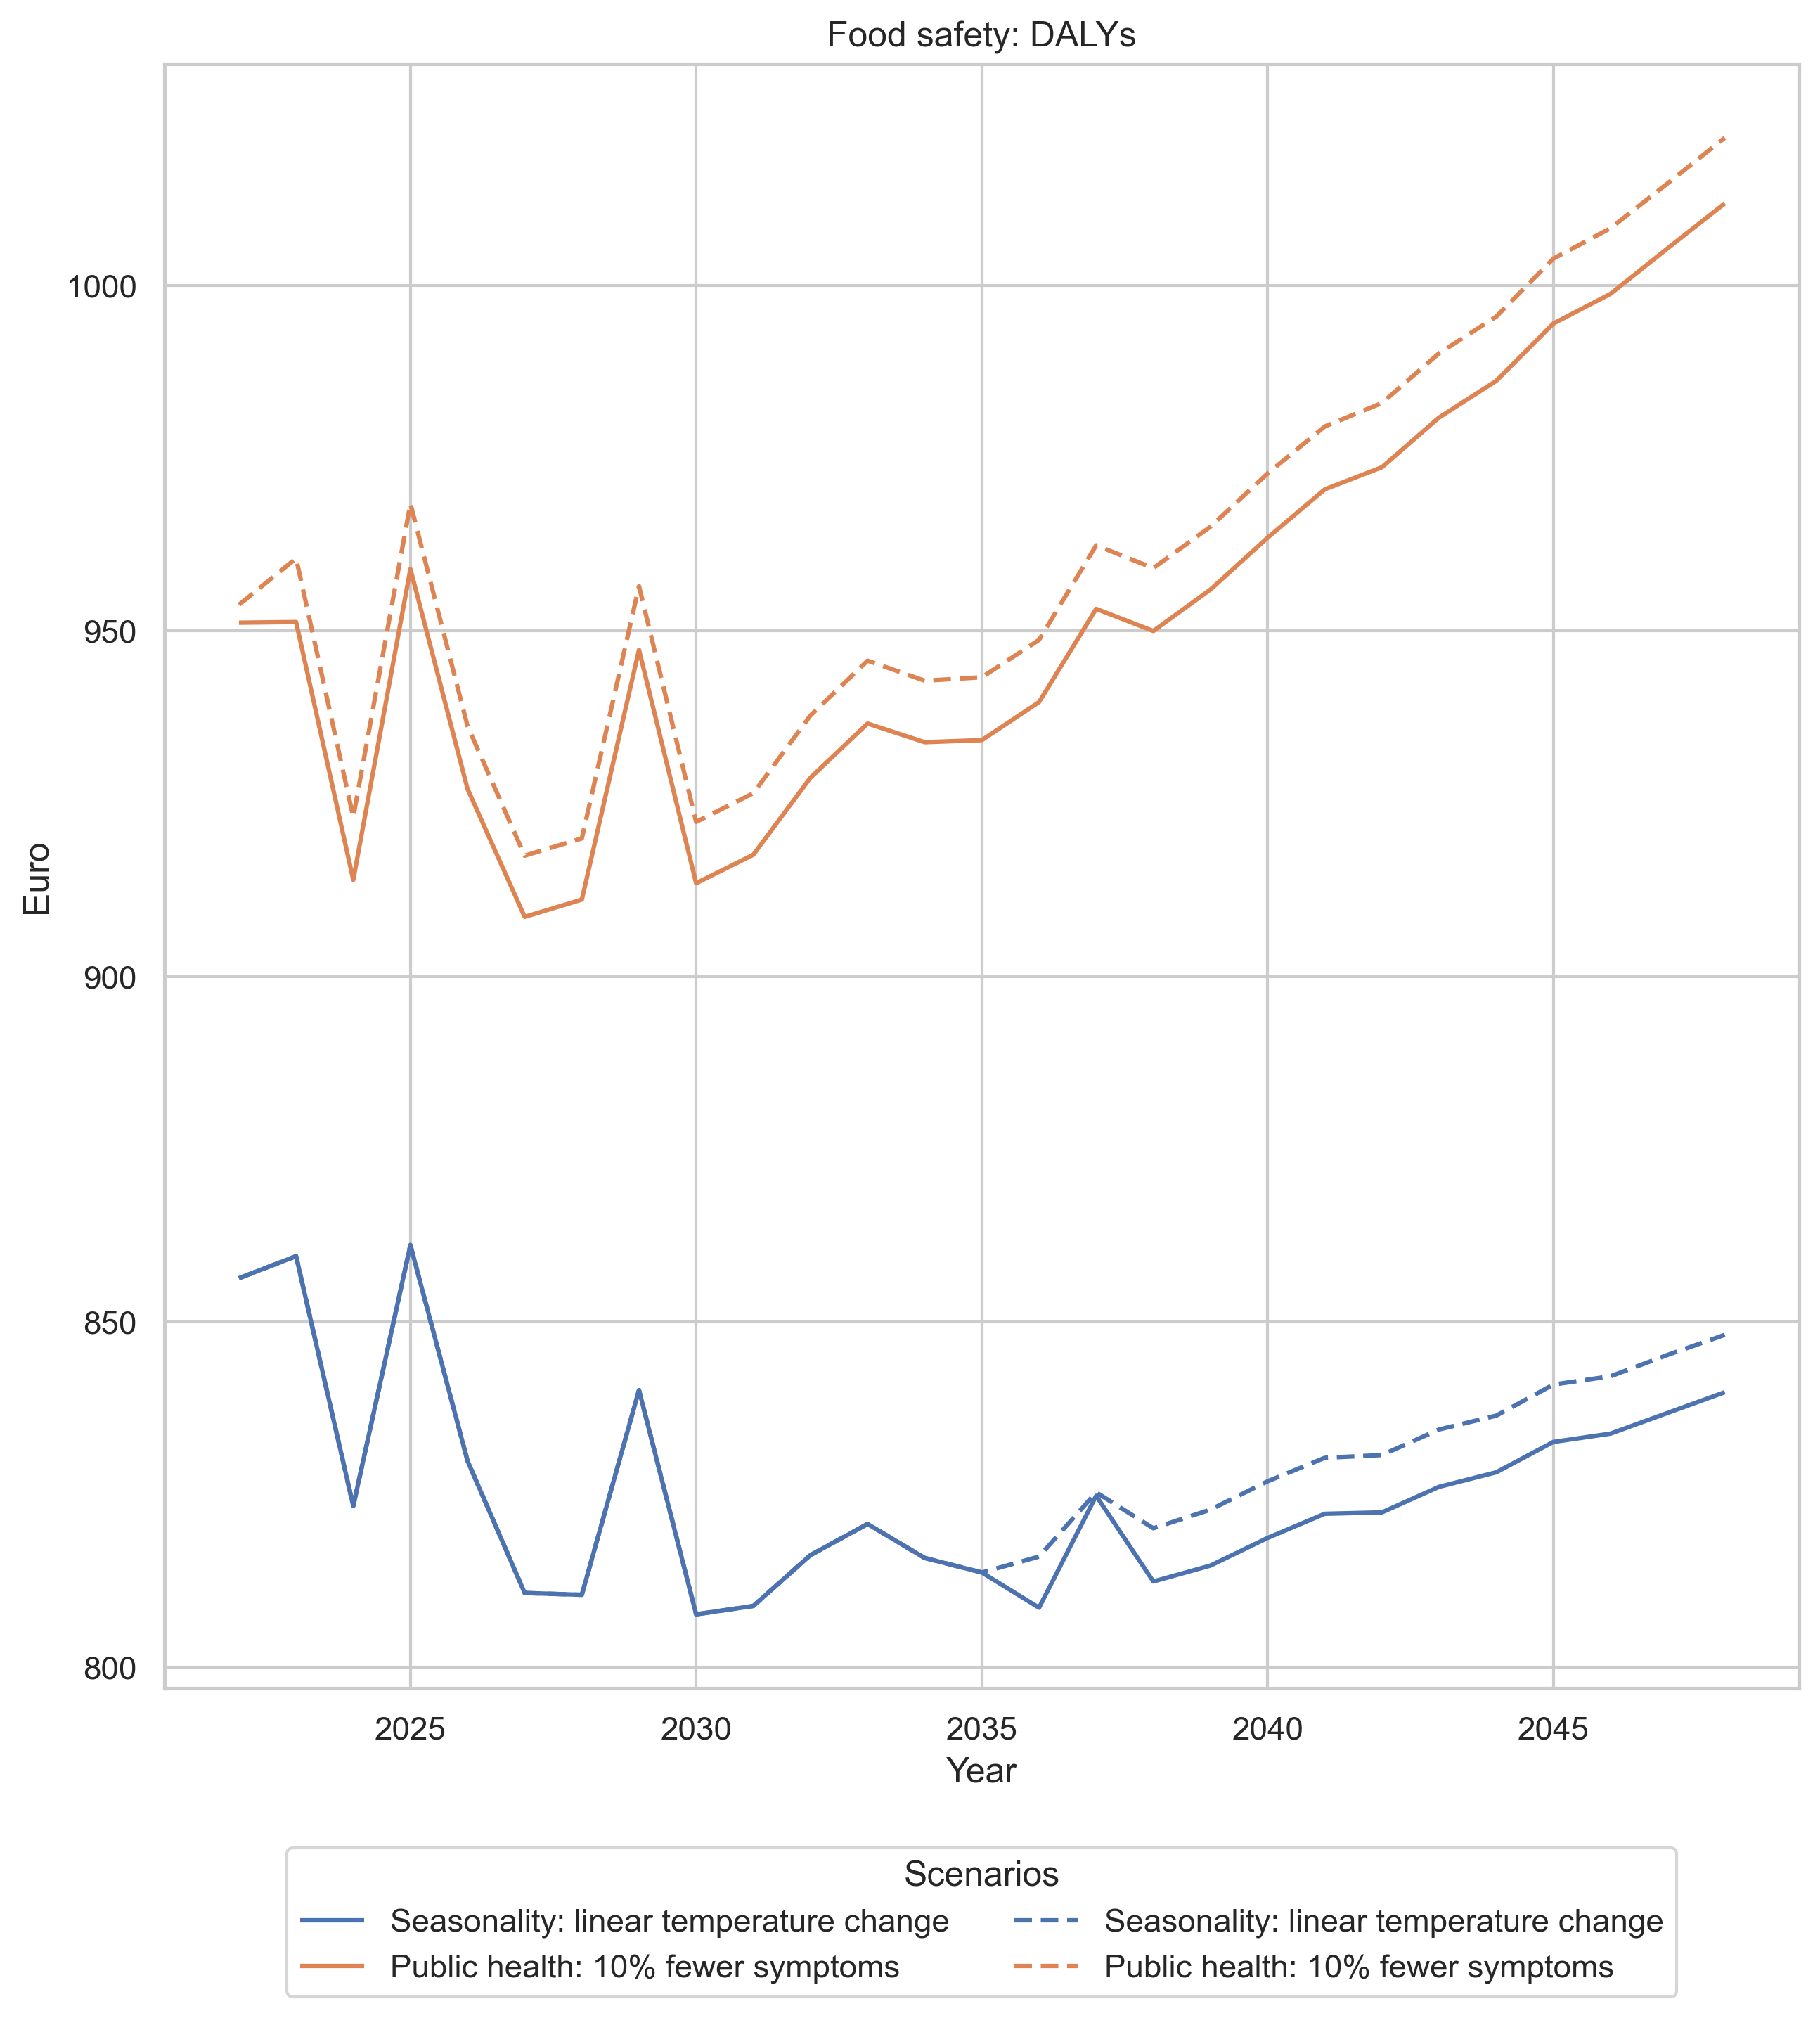 Food safety: DALYs
1000
950
900
850
800
Euro
2025 2030 2035 2040 2045
Year
Scenarios
Seasonality: linear temperature change Seasonality: linear temperature change
Public health: 10% fewer symptoms Public health: 10% fewer symptoms